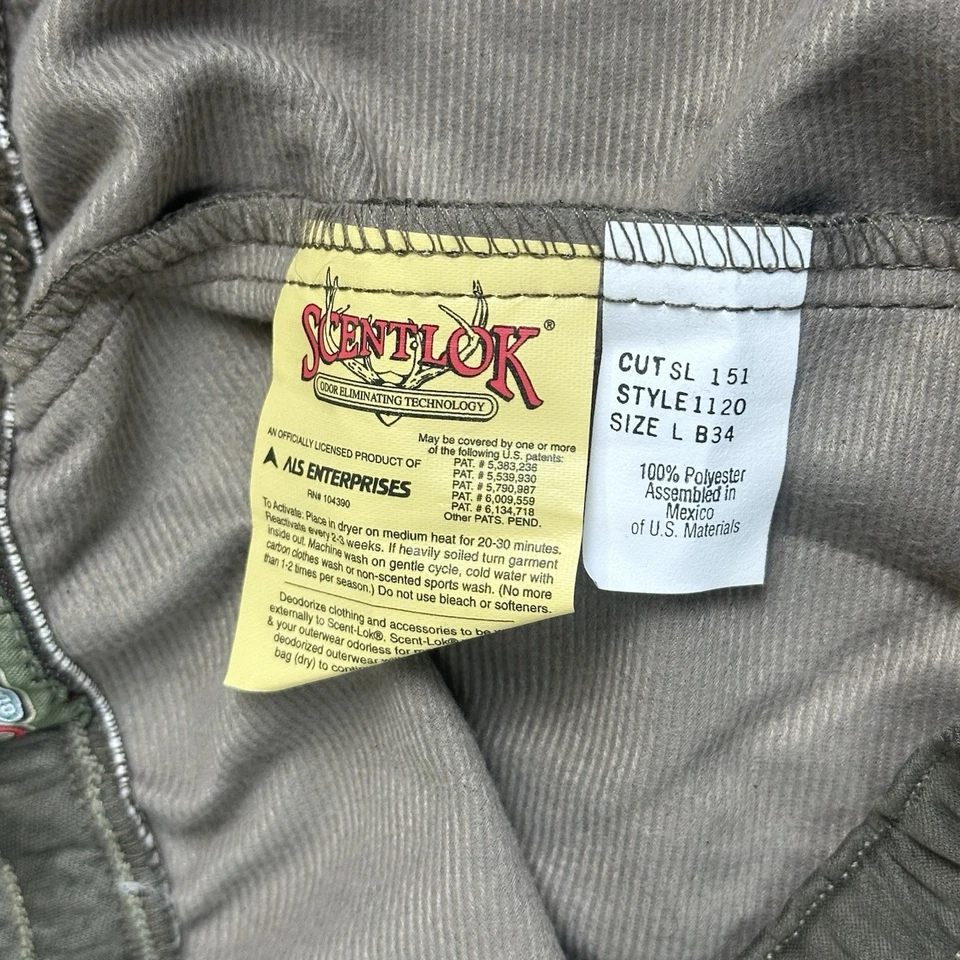 SCENT-LOK®
ODOR ELIMINATING TECHNOLOGY
AN OFFICIALLY LICENSED PRODUCT OF
ALS ENTERPRISES
RN# 104390
May be covered by one or more
of the following U.S. patents:
PAT. # 5,383,236
PAT. # 5,539,930
PAT. # 5,790,987
PAT. # 6,009,559
PAT. # 6,134,718
Other PATS. PEND.
To Activate: Place in dryer on medium heat for 20-30 minutes.
Reactivate every 2-3 weeks. If heavily soiled turn garment
inside out. Machine wash on gentle cycle, cold water with
carbon clothes wash or non-scented sports wash. (No more
than 1-2 times per season.) Do not use bleach or softeners.
Deodorize clothing and accessories to be
externally to Scent-Lok®. Scent-Lok®
& your outerwear odorless for
deodorized outerwear
bag (dry) to
CUT SL 151
STYLE 1120
SIZE L B34
100% Polyester
Assembled in
Mexico
of U.S. Materials